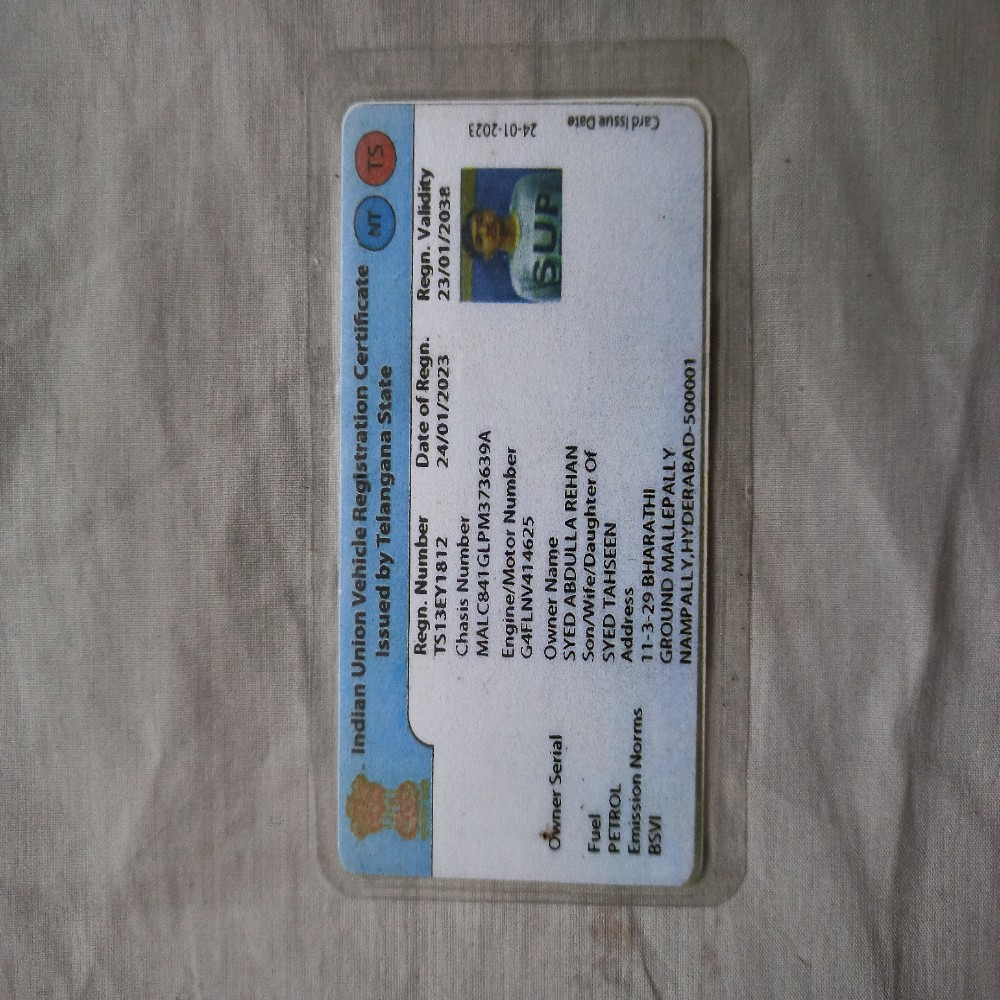 Indian Union Vehicle Registration Certificate
Issued by Telangana State
NT
TS
Regn. Number
TS13EY1812
Date of Regn.
24/01/2023
Regn. Validity
23/01/2038
Chasis Number
MALC841GLPM373639A
Engine/Motor Number
G4FLNV414625
Owner Name
SYED ABDULLA REHAN
Son/Wife/Daughter Of
SYED TAHSEEN
Address
11-3-29 BHARATHI
GROUND MALLEPALLY
NAMPALLY,HYDERABAD-500001
Owner Serial
Fuel
PETROL
Emission Norms
BSVI
SUP
Card Issue Date
24-01-2023